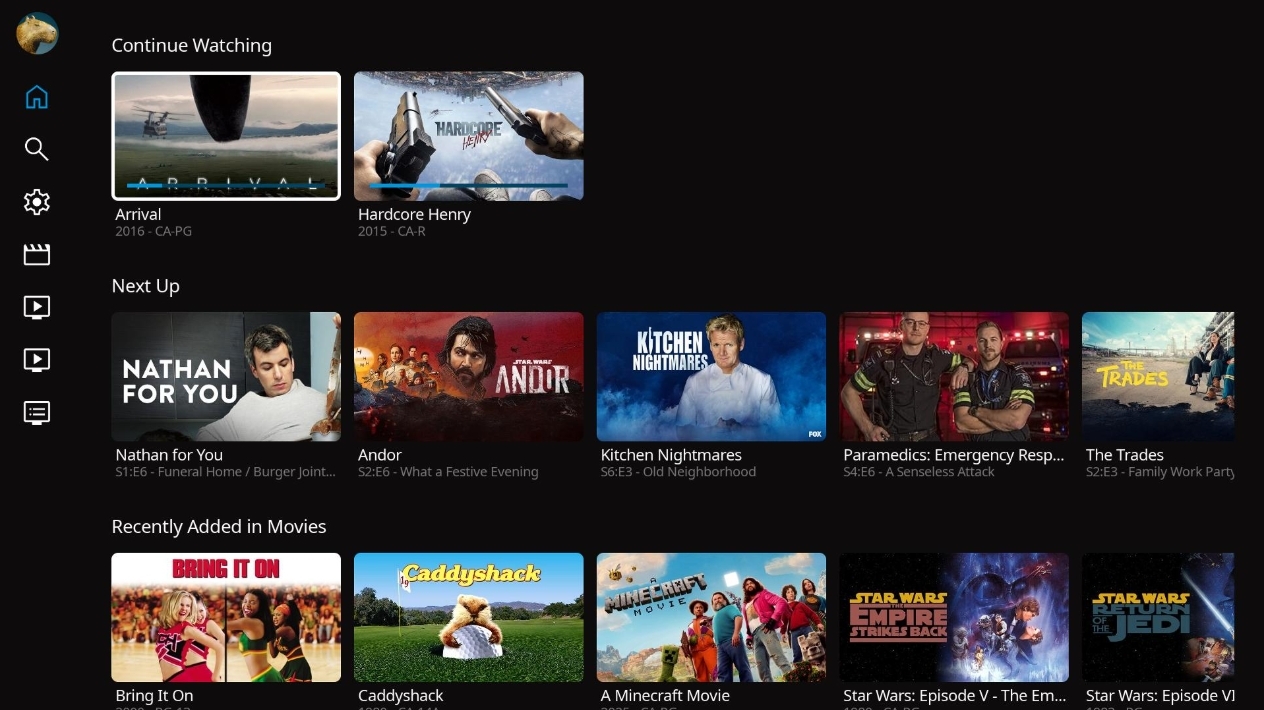 Continue Watching
ARRIVAL
HARDCORE
HENRY
Arrival
2016 - CA-PG
Hardcore Henry
2015 - CA-R
Next Up
NATHAN
FOR YOU
STAR WARS
ANDOR
KITCHEN
NIGHTMARES
FOX
THE
TRADES
Nathan for You
S1:E6 - Funeral Home / Burger Joint...
Andor
S2:E6 - What a Festive Evening
Kitchen Nightmares
S6:E3 - Old Neighborhood
Paramedics: Emergency Resp...
S4:E6 - A Senseless Attack
The Trades
S2:E3 - Family Work Party
Recently Added in Movies
BRING IT ON
19
Caddyshack
A
MINECRAFT
MOVIE
STAR WARS
THE
EMPIRE
STRIKES BACK
STAR WARS
RETURN
OF THE JEDI
Bring It On
Caddyshack
A Minecraft Movie
Star Wars: Episode V - The Em...
Star Wars: Episode VI